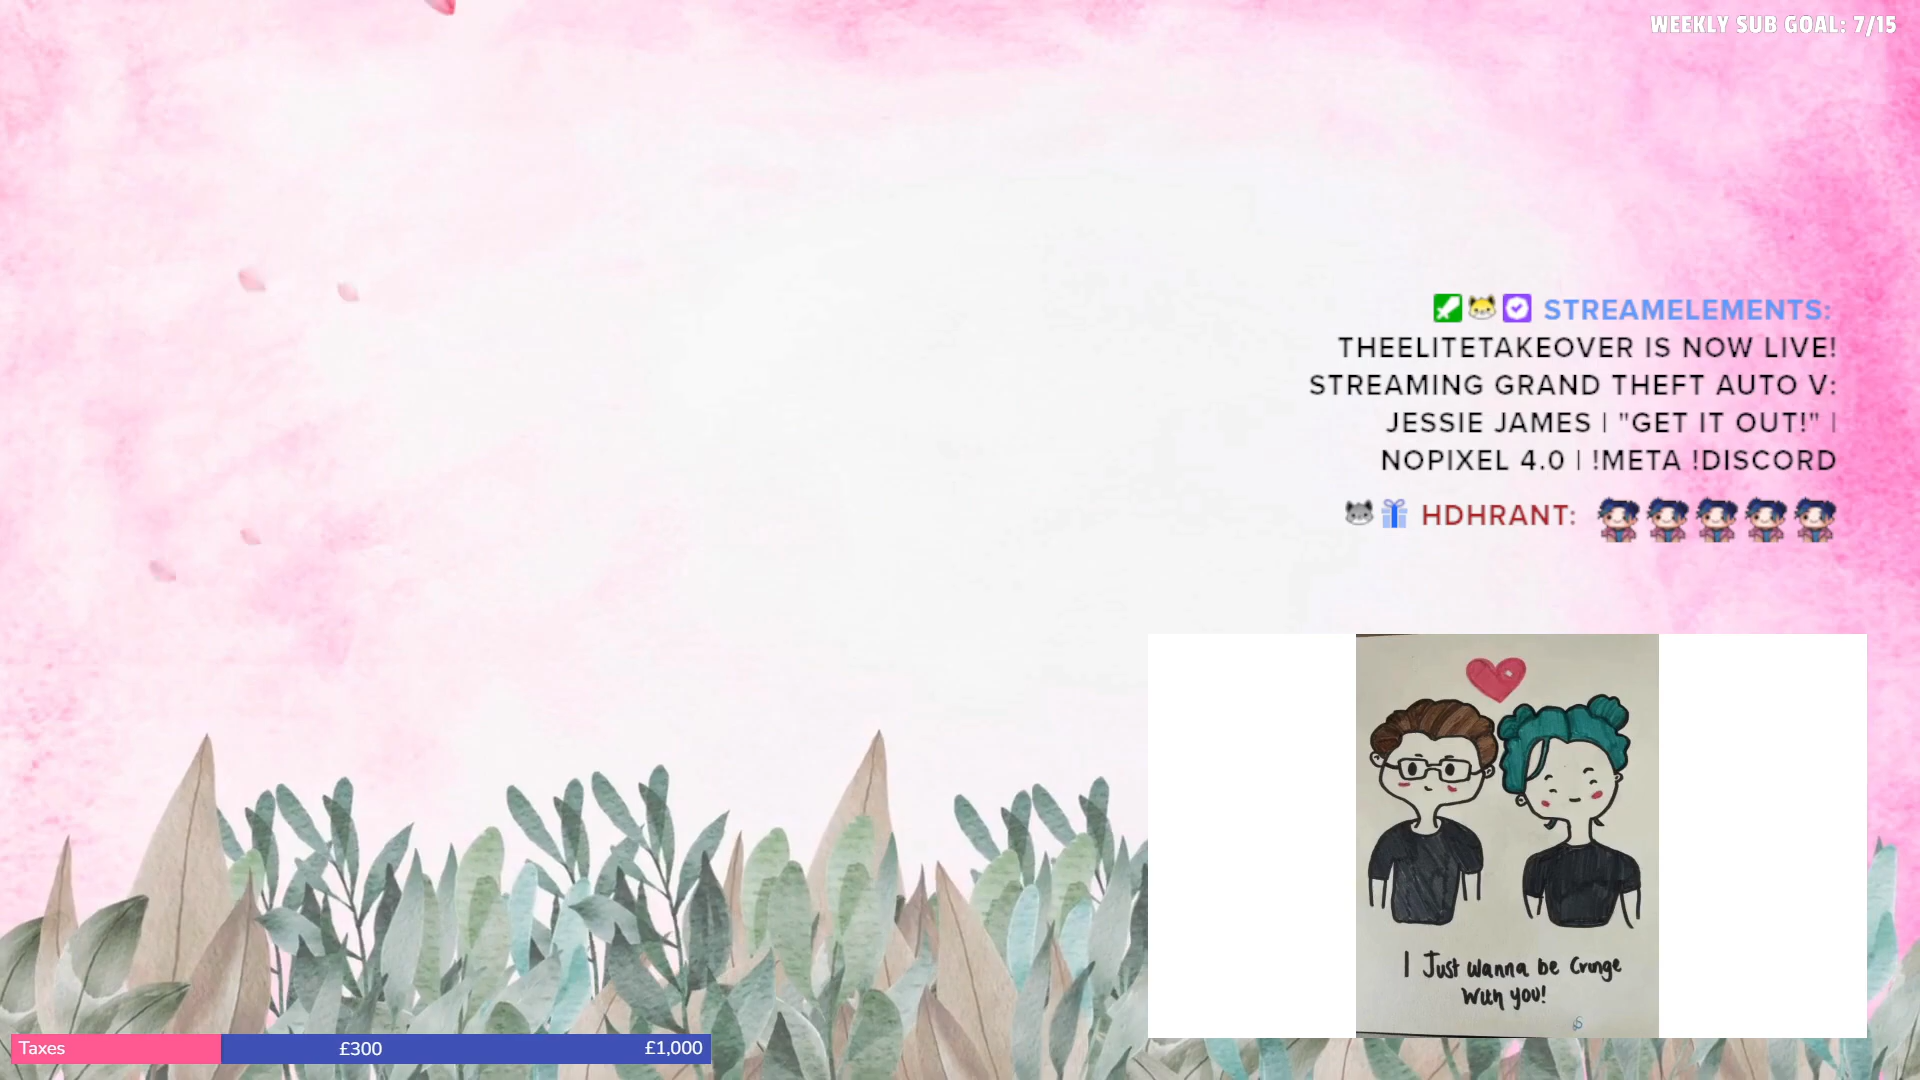 WEEKLY SUB GOAL: 7/15
STREAMELEMENTS:
THEELITETAKEOVER IS NOW LIVE!
STREAMING GRAND THEFT AUTO V:
JESSIE JAMES | "GET IT OUT!" |
NOPIXEL 4.0 | !META !DISCORD
HDHRANT:
I Just wanna be Cringe
With you!
Taxes £300 £1,000